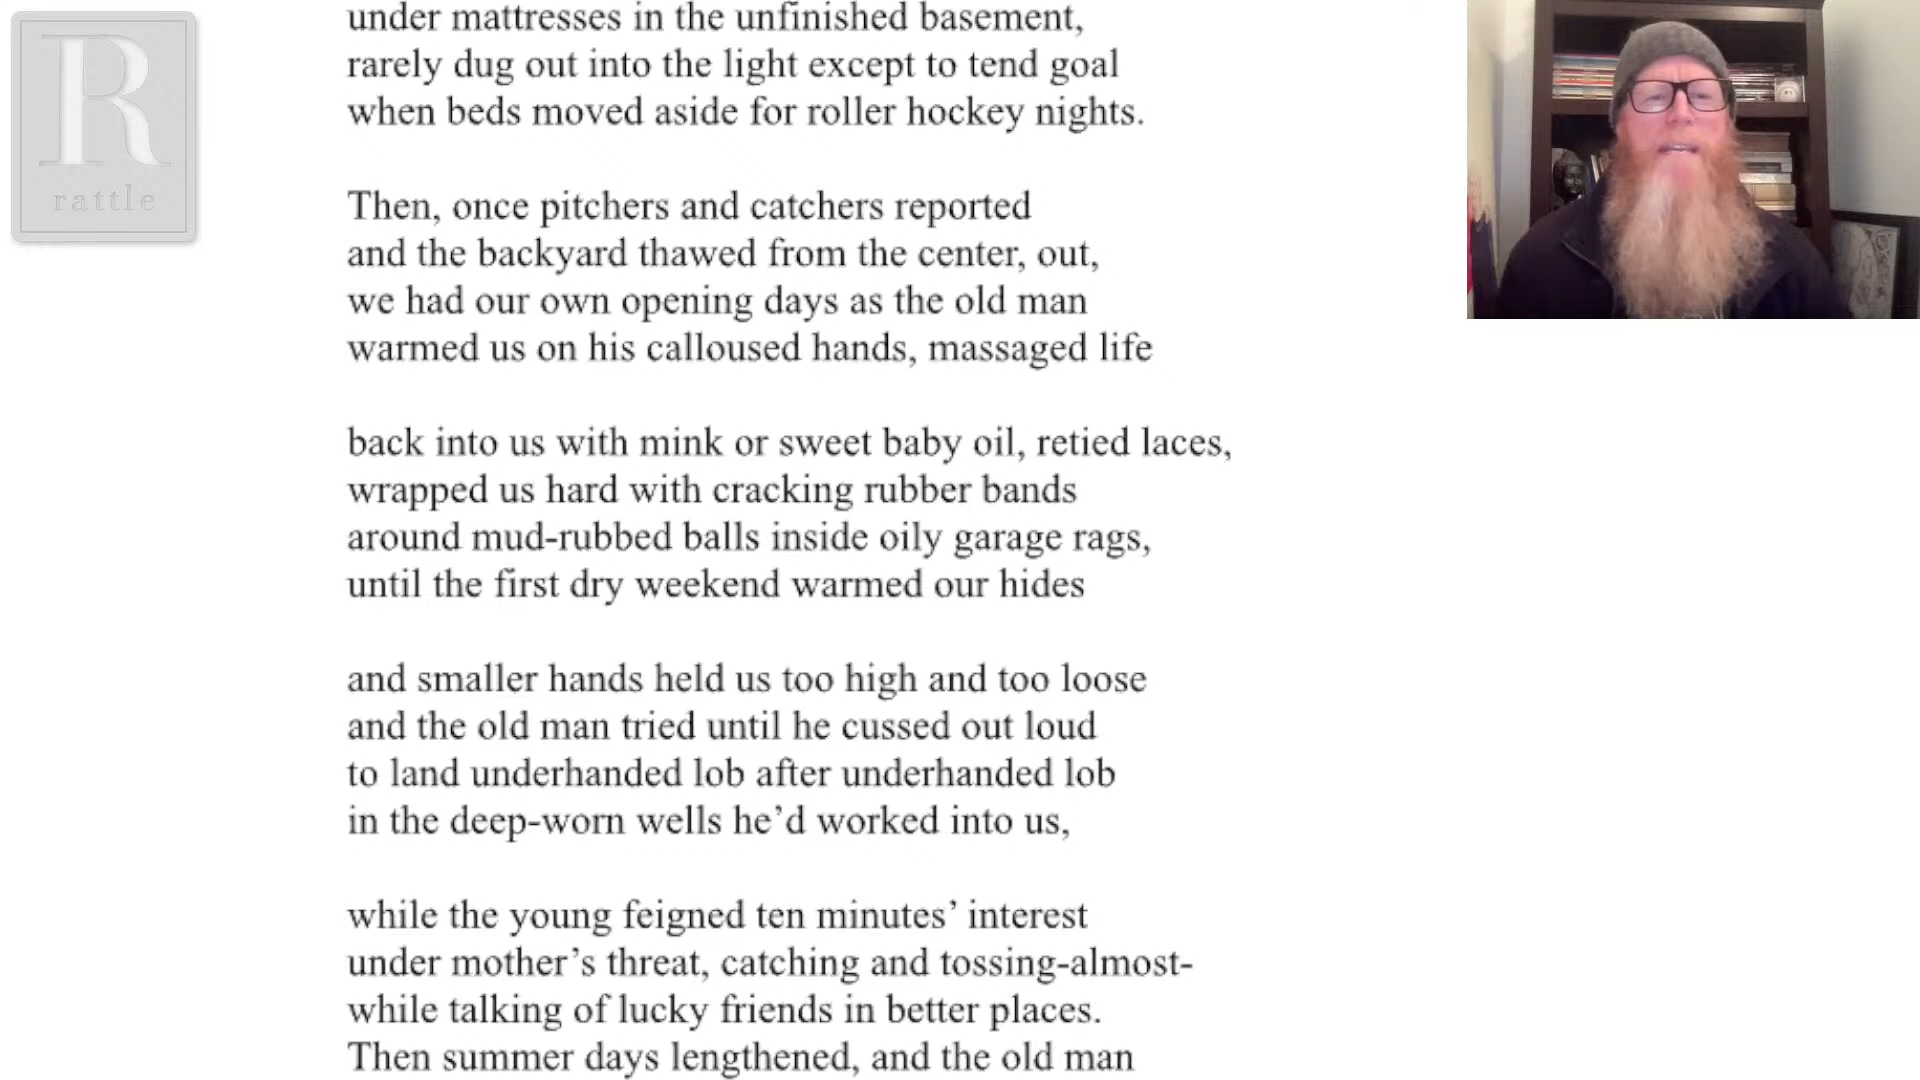 R
rattle
under mattresses in the unfinished basement,
rarely dug out into the light except to tend goal
when beds moved aside for roller hockey nights.
Then, once pitchers and catchers reported
and the backyard thawed from the center, out,
we had our own opening days as the old man
warmed us on his calloused hands, massaged life
back into us with mink or sweet baby oil, retied laces,
wrapped us hard with cracking rubber bands
around mud-rubbed balls inside oily garage rags,
until the first dry weekend warmed our hides
and smaller hands held us too high and too loose
and the old man tried until he cussed out loud
to land underhanded lob after underhanded lob
in the deep-worn wells he’d worked into us,
while the young feigned ten minutes’ interest
under mother’s threat, catching and tossing-almost-
while talking of lucky friends in better places.
Then summer days lengthened, and the old man